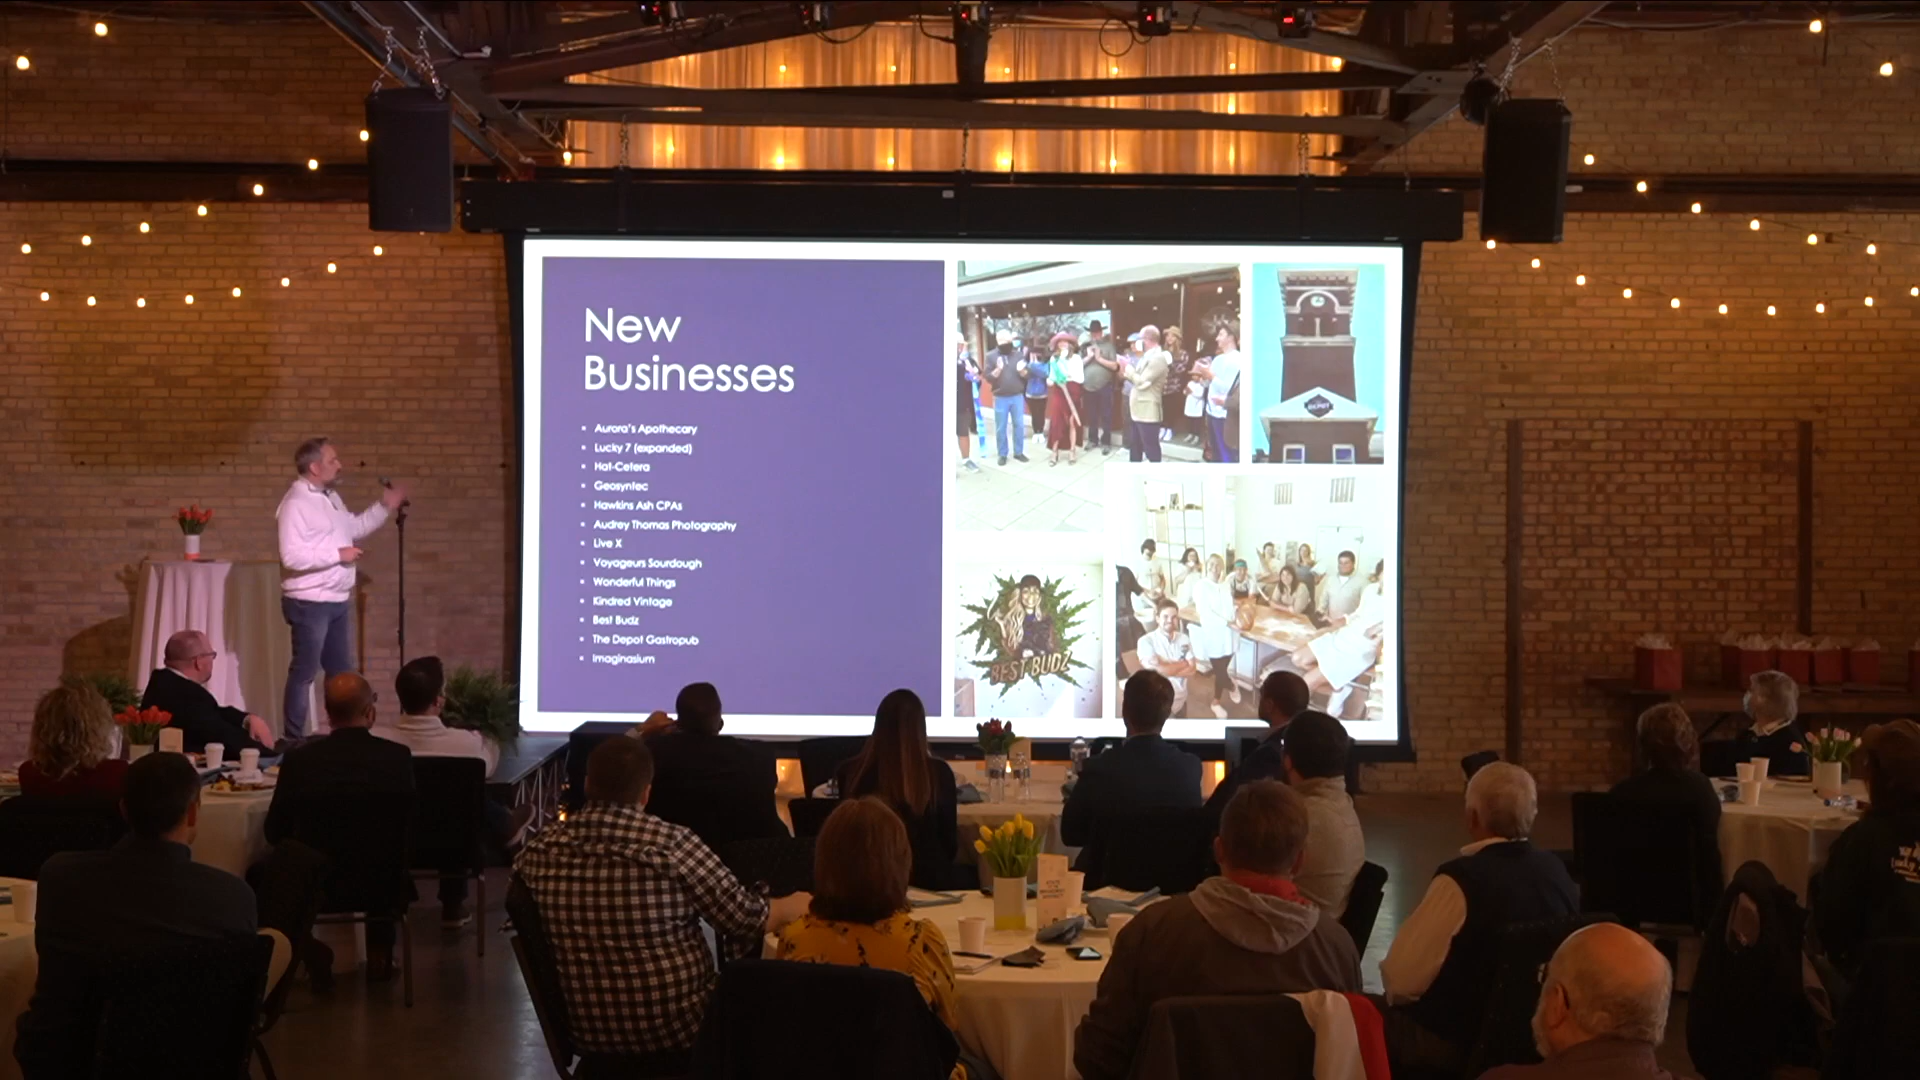 New
Businesses
Aurora's Apothecary
Lucky 7 (expanded)
Hat-Cetera
Geosyntec
Hawkins Ash CPAs
Audrey Thomas Photography
Live X
Voyageurs Sourdough
Wonderful Things
Kindred Vintage
Best Budz
The Depot Gastropub
Imaginasium
DEPOT
BEST BUDZ